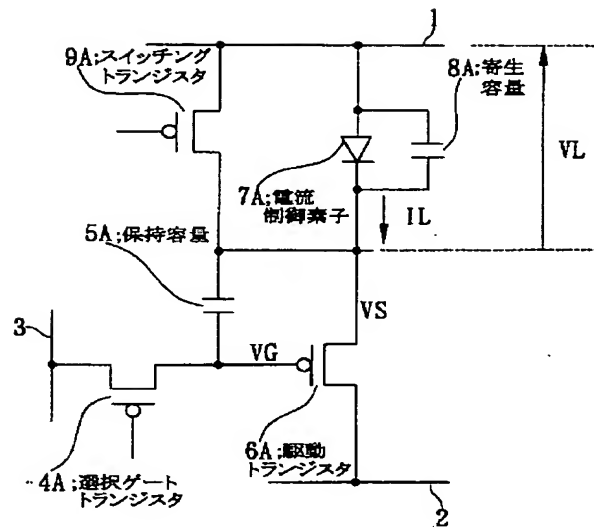 1
9A;スイッチング
トランジスタ
8A;寄生
容量
VL
7A;電流
制御素子
IL
5A;保持容量
VS
3
VG
6A;駆動
トランジスタ
4A;選択ゲート
トランジスタ
2